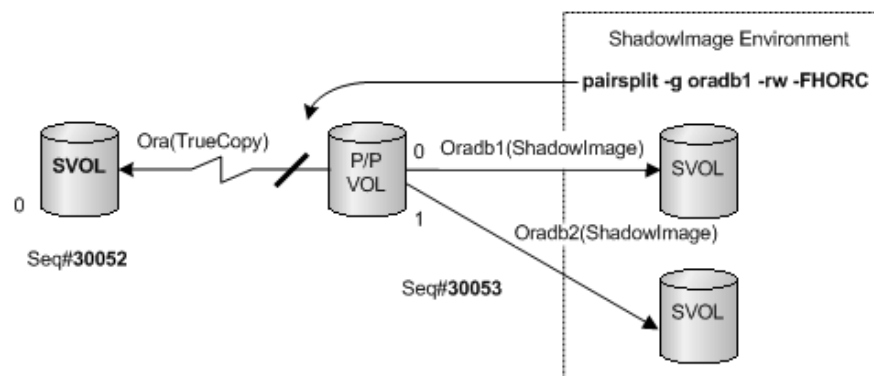 ShadowImage Environment
pairsplit -g oradb1 -rw -FHORC
Ora(TrueCopy)
SVOL
P/P
VOL
0
Oradb1(ShadowImage)
SVOL
0
1
Oradb2(ShadowImage)
Seq#30052
Seq#30053
SVOL